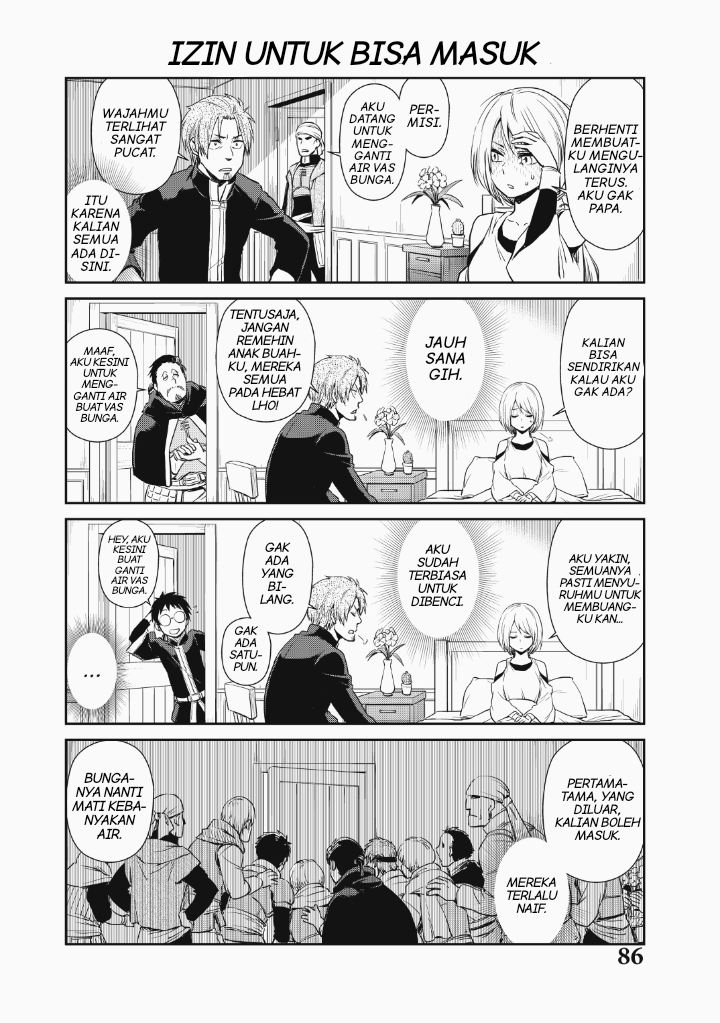 IZIN UNTUK BISA MASUK
BERHENTI
MEMBUAT-
KU MENGU-
LANGINYA
TERUS.
AKU GAK
PAPA.
PER-
MISI.
AKU
DATANG
UNTUK
MENG-
GANTI
AIR VAS
BUNGA.
WAJAHMU
TERLIHAT
SANGAT
PUCAT.
ITU
KARENA
KALIAN
SEMUA
ADA DI-
SINI.
KALIAN
BISA
SENDIRIKAN
KALAU AKU
GAK ADA?
JAUH
SANA
GIH.
TENTUSAJA,
JANGAN
REMEHIN
ANAK BUAH-
KU, MEREKA
SEMUA
PADA HEBAT
LHO!
MAAF,
AKU KESINI
UNTUK
MENG-
GANTI AIR
BUAT VAS
BUNGA.
AKU YAKIN,
SEMUANYA
PASTI MENYU-
RUHMU UNTUK
MEMBUANG-
KU KAN...
AKU
SUDAH
TERBIASA
UNTUK
DIBENCI.
GAK
ADA
YANG
BI-
LANG.
GAK
ADA
SATU-
PUN.
HEY, AKU
KESINI
BUAT
GANTI
AIR VAS
BUNGA.
...
PERTAMA-
TAMA, YANG
DILUAR,
KALIAN BOLEH
MASUK.
MEREKA
TERLALU
NAIF.
BUNGA-
NYA NANTI
MATI KEBA-
NYAKAN
AIR.
86